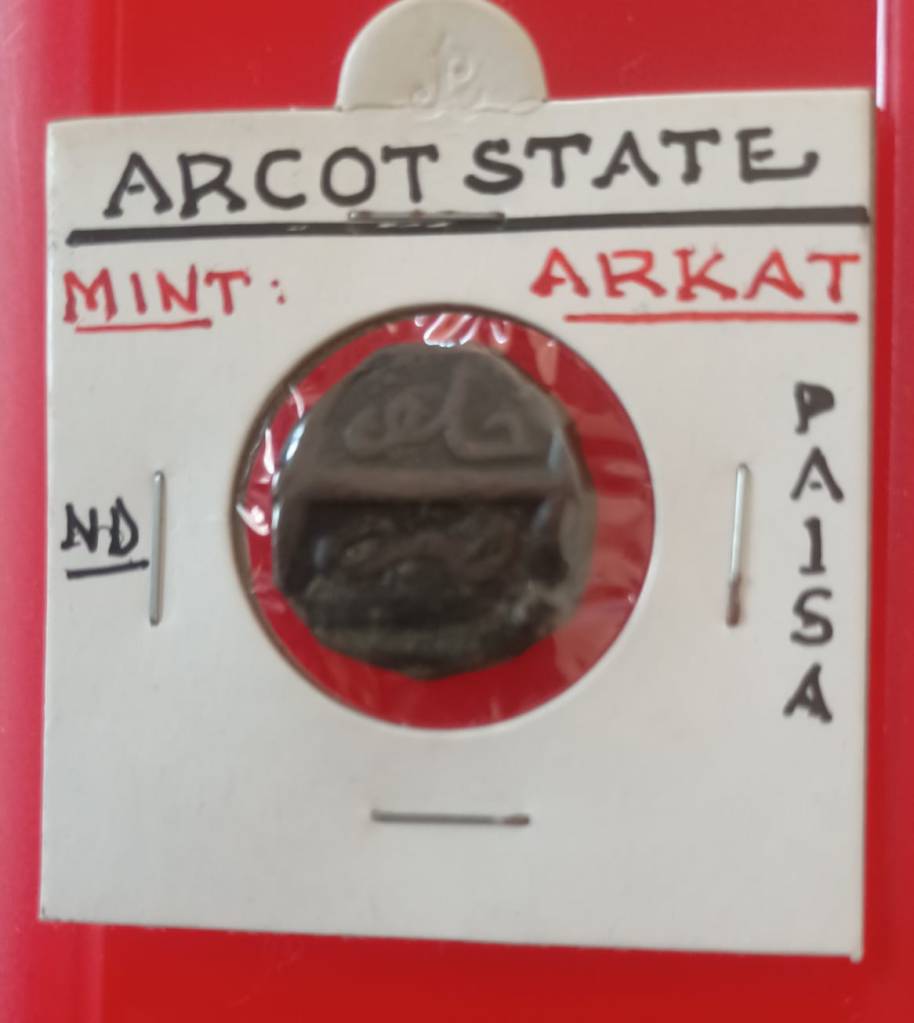 ARCOT STATE
MINT: ARKAT
PAISA
ND